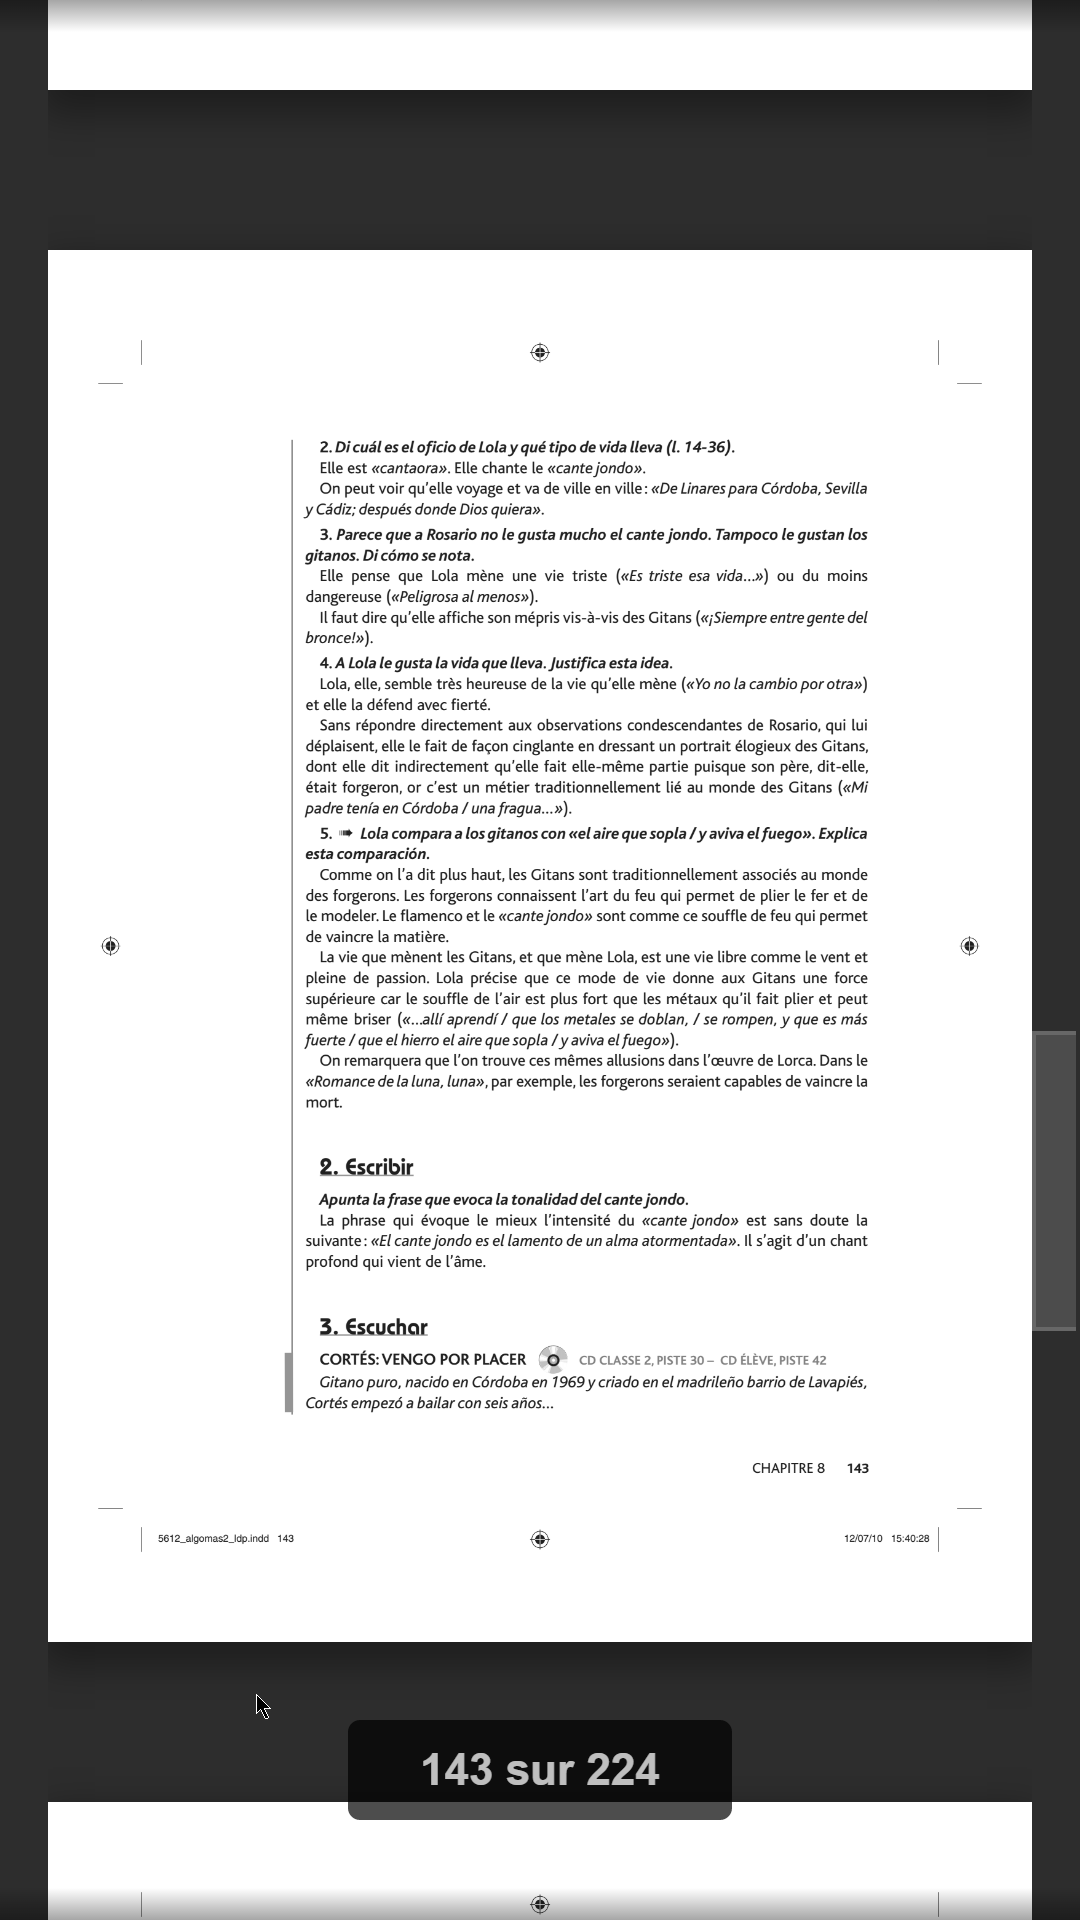 2. Di cuál es el oficio de Lola y qué tipo de vida lleva (l. 14-36).
Elle est «cantaora». Elle chante le «cante jondo».
On peut voir qu’elle voyage et va de ville en ville : «De Linares para Córdoba, Sevilla
y Cádiz; después donde Dios quiera».
3. Parece que a Rosario no le gusta mucho el cante jondo. Tampoco le gustan los
gitanos. Di cómo se nota.
Elle pense que Lola mène une vie triste («Es triste esa vida...») ou du moins
dangereuse («Peligrosa al menos»).
Il faut dire qu’elle affiche son mépris vis-à-vis des Gitans («¡Siempre entre gente del
bronce!»).
4. A Lola le gusta la vida que lleva. Justifica esta idea.
Lola, elle, semble très heureuse de la vie qu’elle mène («Yo no la cambio por otra»)
et elle la défend avec fierté.
Sans répondre directement aux observations condescendantes de Rosario, qui lui
déplaisent, elle le fait de façon cinglante en dressant un portrait élogieux des Gitans,
dont elle dit indirectement qu’elle fait elle-même partie puisque son père, dit-elle,
était forgeron, or c’est un métier traditionnellement lié au monde des Gitans («Mi
padre tenía en Córdoba / una fragua...»).
5. ➠ Lola compara a los gitanos con «el aire que sopla / y aviva el fuego». Explica
esta comparación.
Comme on l’a dit plus haut, les Gitans sont traditionnellement associés au monde
des forgerons. Les forgerons connaissent l’art du feu qui permet de plier le fer et de
le modeler. Le flamenco et le «cante jondo» sont comme ce souffle de feu qui permet
de vaincre la matière.
La vie que mènent les Gitans, et que mène Lola, est une vie libre comme le vent et
pleine de passion. Lola précise que ce mode de vie donne aux Gitans une force
supérieure car le souffle de l’air est plus fort que les métaux qu’il fait plier et peut
même briser («...allí aprendí / que los metales se doblan, / se rompen, y que es más
fuerte / que el hierro el aire que sopla / y aviva el fuego»).
On remarquera que l’on trouve ces mêmes allusions dans l’œuvre de Lorca. Dans le
«Romance de la luna, luna», par exemple, les forgerons seraient capables de vaincre la
mort.
2. Escribir
Apunta la frase que evoca la tonalidad del cante jondo.
La phrase qui évoque le mieux l’intensité du «cante jondo» est sans doute la
suivante : «El cante jondo es el lamento de un alma atormentada». Il s’agit d’un chant
profond qui vient de l’âme.
3. Escuchar
CORTÉS: VENGO POR PLACER CD CLASSE 2, PISTE 30 – CD ÉLÈVE, PISTE 42
Gitano puro, nacido en Córdoba en 1969 y criado en el madrileño barrio de Lavapiés,
Cortés empezó a bailar con seis años...
CHAPITRE 8 143
5612_algomas2_ldp.indd 143 12/07/10 15:40:28
143 sur 224